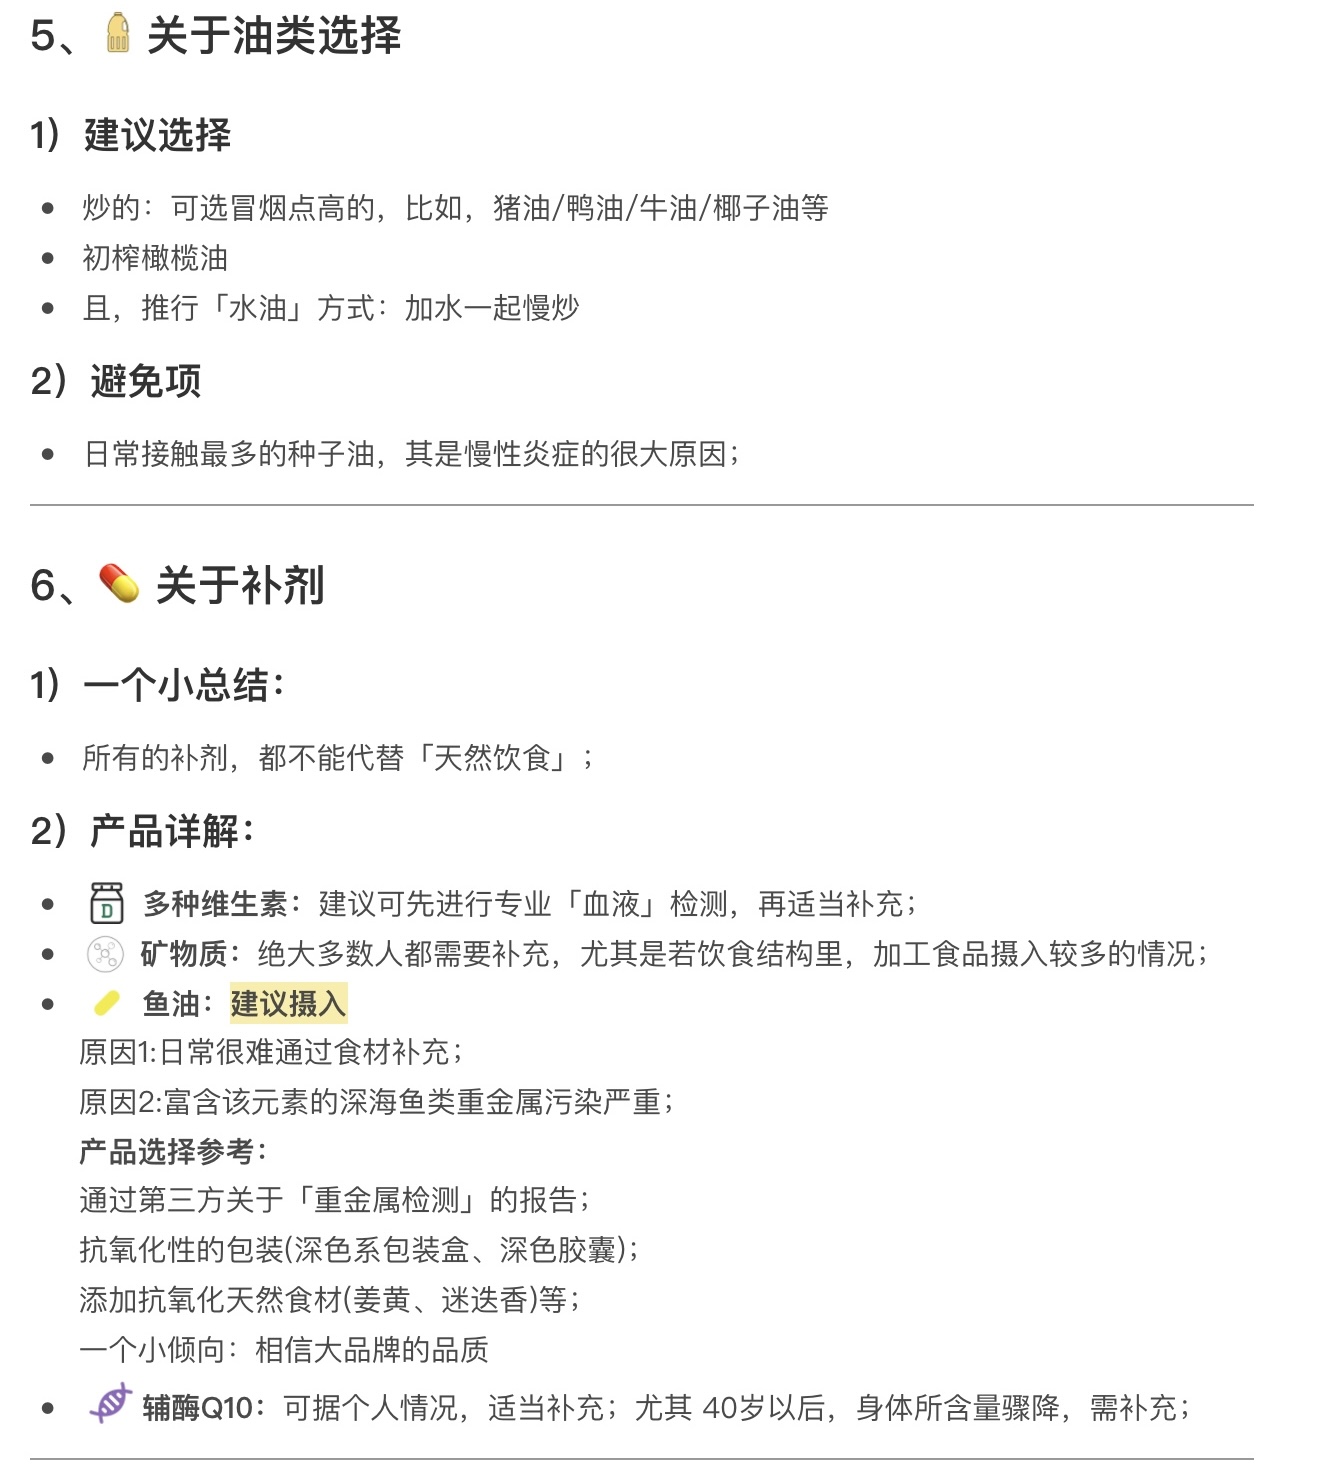 5、关于油类选择
1）建议选择
炒的：可选冒烟点高的，比如，猪油/鸭油/牛油/椰子油等
初榨橄榄油
且，推行「水油」方式：加水一起慢炒
2）避免项
日常接触最多的种子油，其是慢性炎症的很大原因；
6、关于补剂
1）一个小总结：
所有的补剂，都不能代替「天然饮食」；
2）产品详解：
D 多种维生素：建议可先进行专业「血液」检测，再适当补充；
矿物质：绝大多数人都需要补充，尤其是若饮食结构里，加工食品摄入较多的情况；
鱼油：建议摄入
原因1:日常很难通过食材补充；
原因2:富含该元素的深海鱼类重金属污染严重；
产品选择参考：
通过第三方关于「重金属检测」的报告；
抗氧化性的包装(深色系包装盒、深色胶囊)；
添加抗氧化天然食材(姜黄、迷迭香)等；
一个小倾向：相信大品牌的品质
辅酶Q10：可据个人情况，适当补充；尤其 40岁以后，身体所含量骤降，需补充；